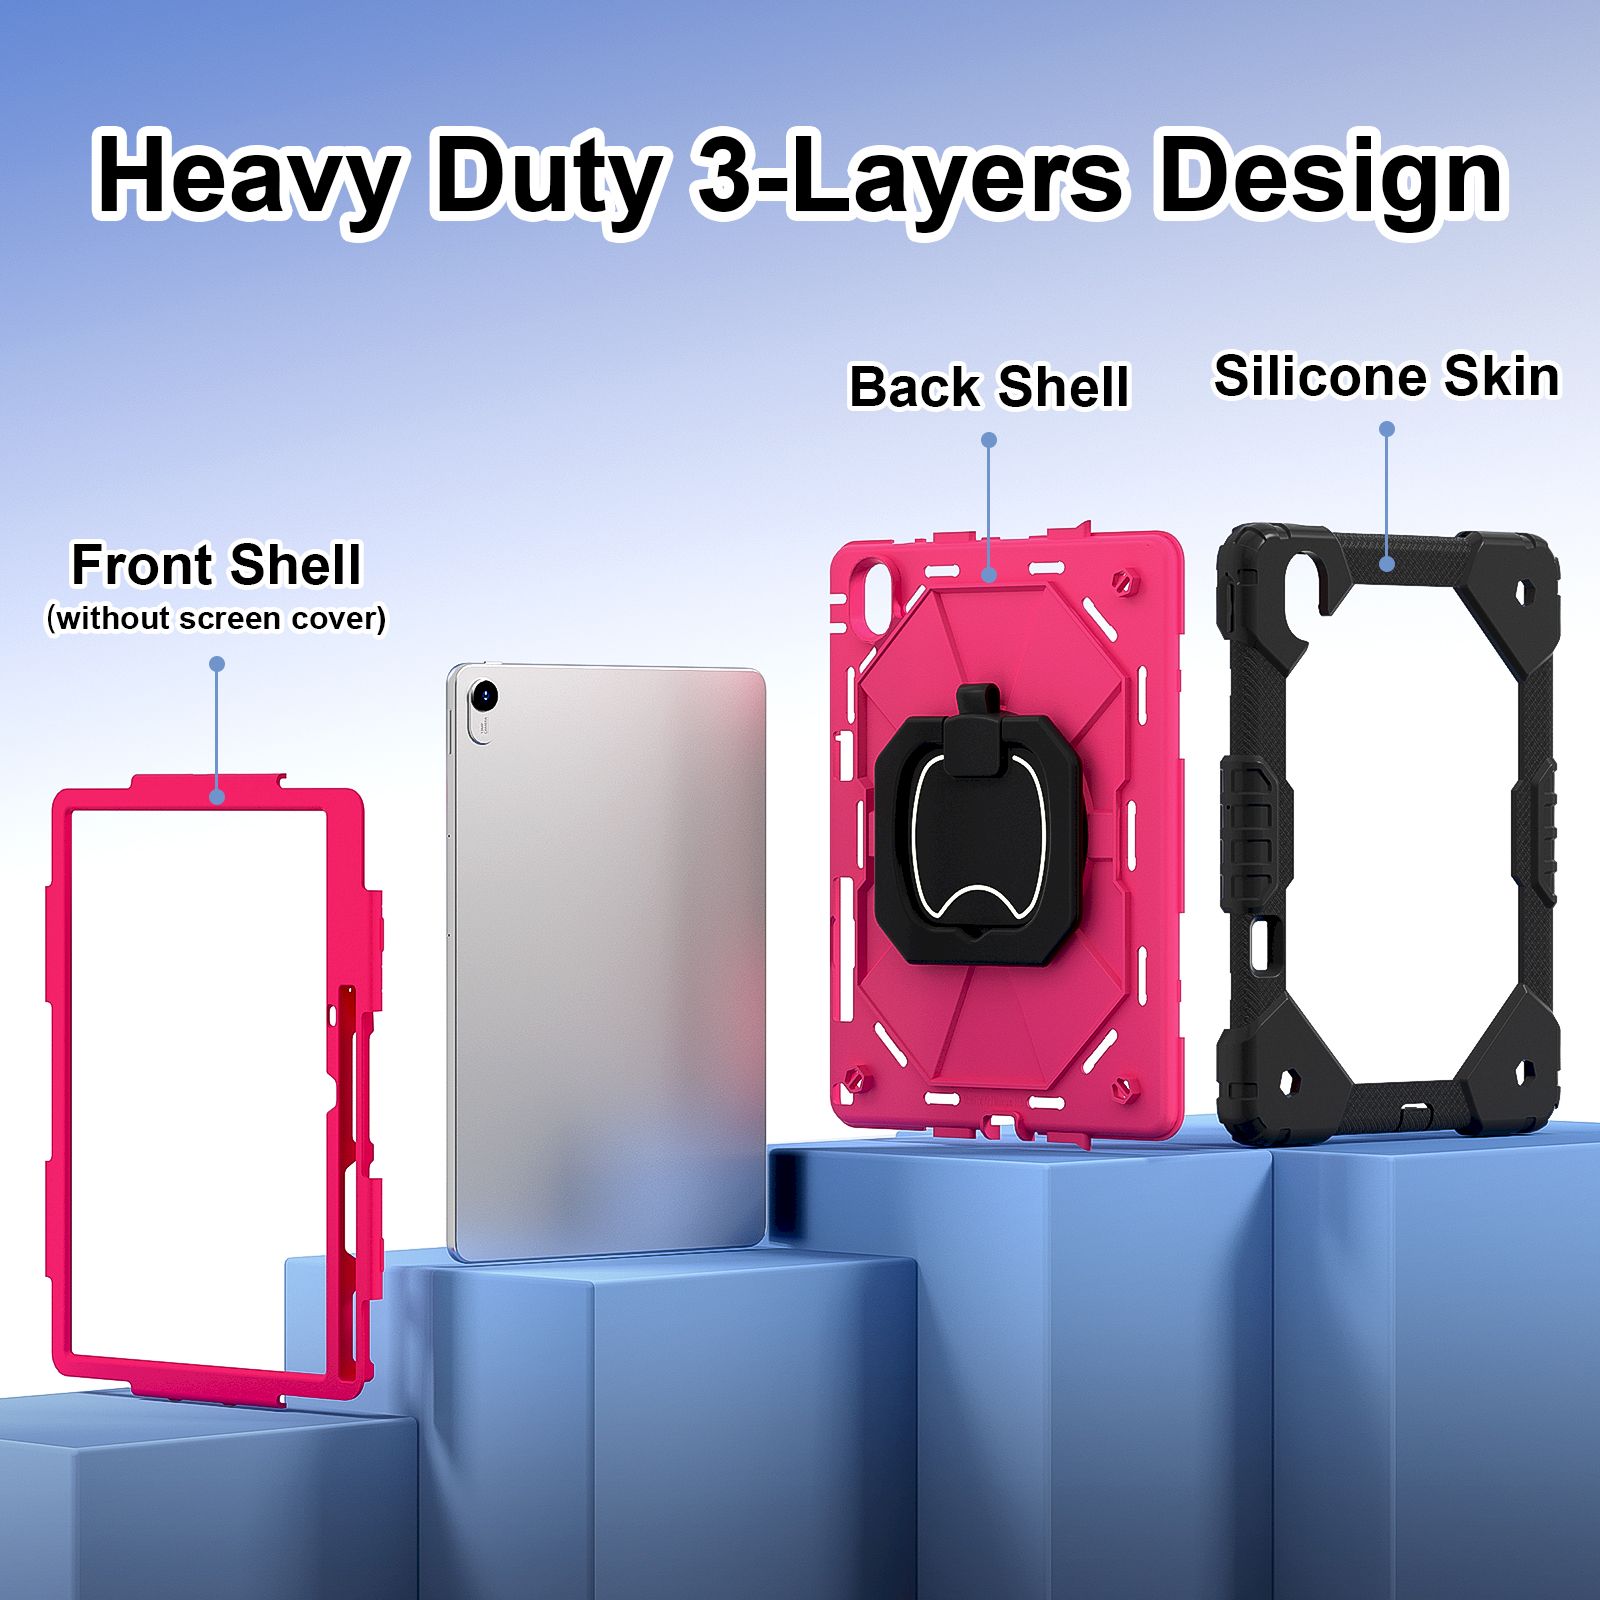 Heavy Duty 3-Layers Design
Back Shell
Silicone Skin
Front Shell
(without screen cover)